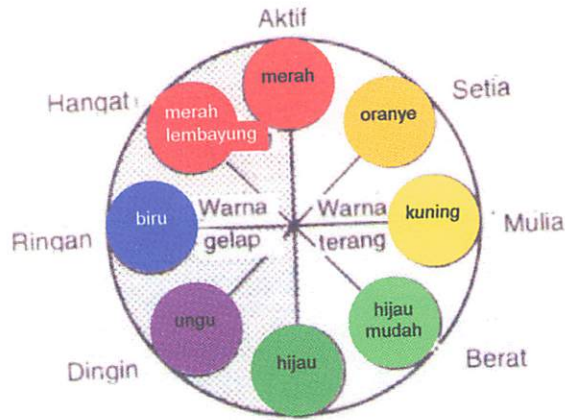 Aktif
merah
Setia
oranye
Hangat
merah
lembayung
Warna
gelap
Warna
terang
biru
kuning
Ringan
Mulia
ungu
hijau
mudah
hijau
Dingin
Berat